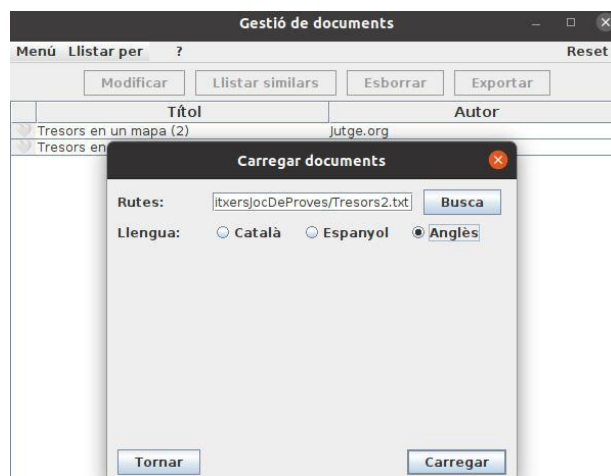 Gestió de documents
Menú Llistar per ? Reset
Modificar Llistar similars Esborrar Exportar
Títol Autor
Tresors en un mapa (2) Jutge.org
Tresors en
Carregar documents
Rutes: itxersJocDeProves/Tresors2.txt Busca
Llengua: Català Espanyol Anglès
Tornar Carregar